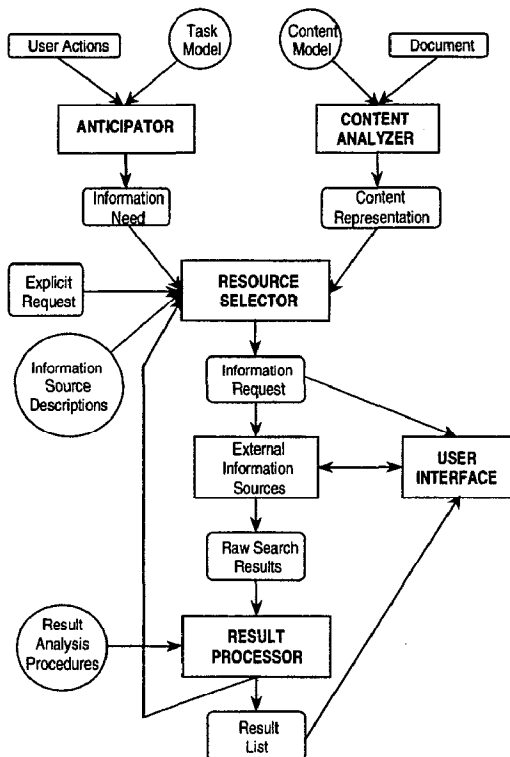 User Actions
Task
Model
Content
Model
Document
ANTICIPATOR
CONTENT
ANALYZER
Information
Need
Content
Representation
Explicit
Request
RESOURCE
SELECTOR
Information
Source
Descriptions
Information
Request
External
Information
Sources
USER
INTERFACE
Raw Search
Results
Result
Analysis
Procedures
RESULT
PROCESSOR
Result
List